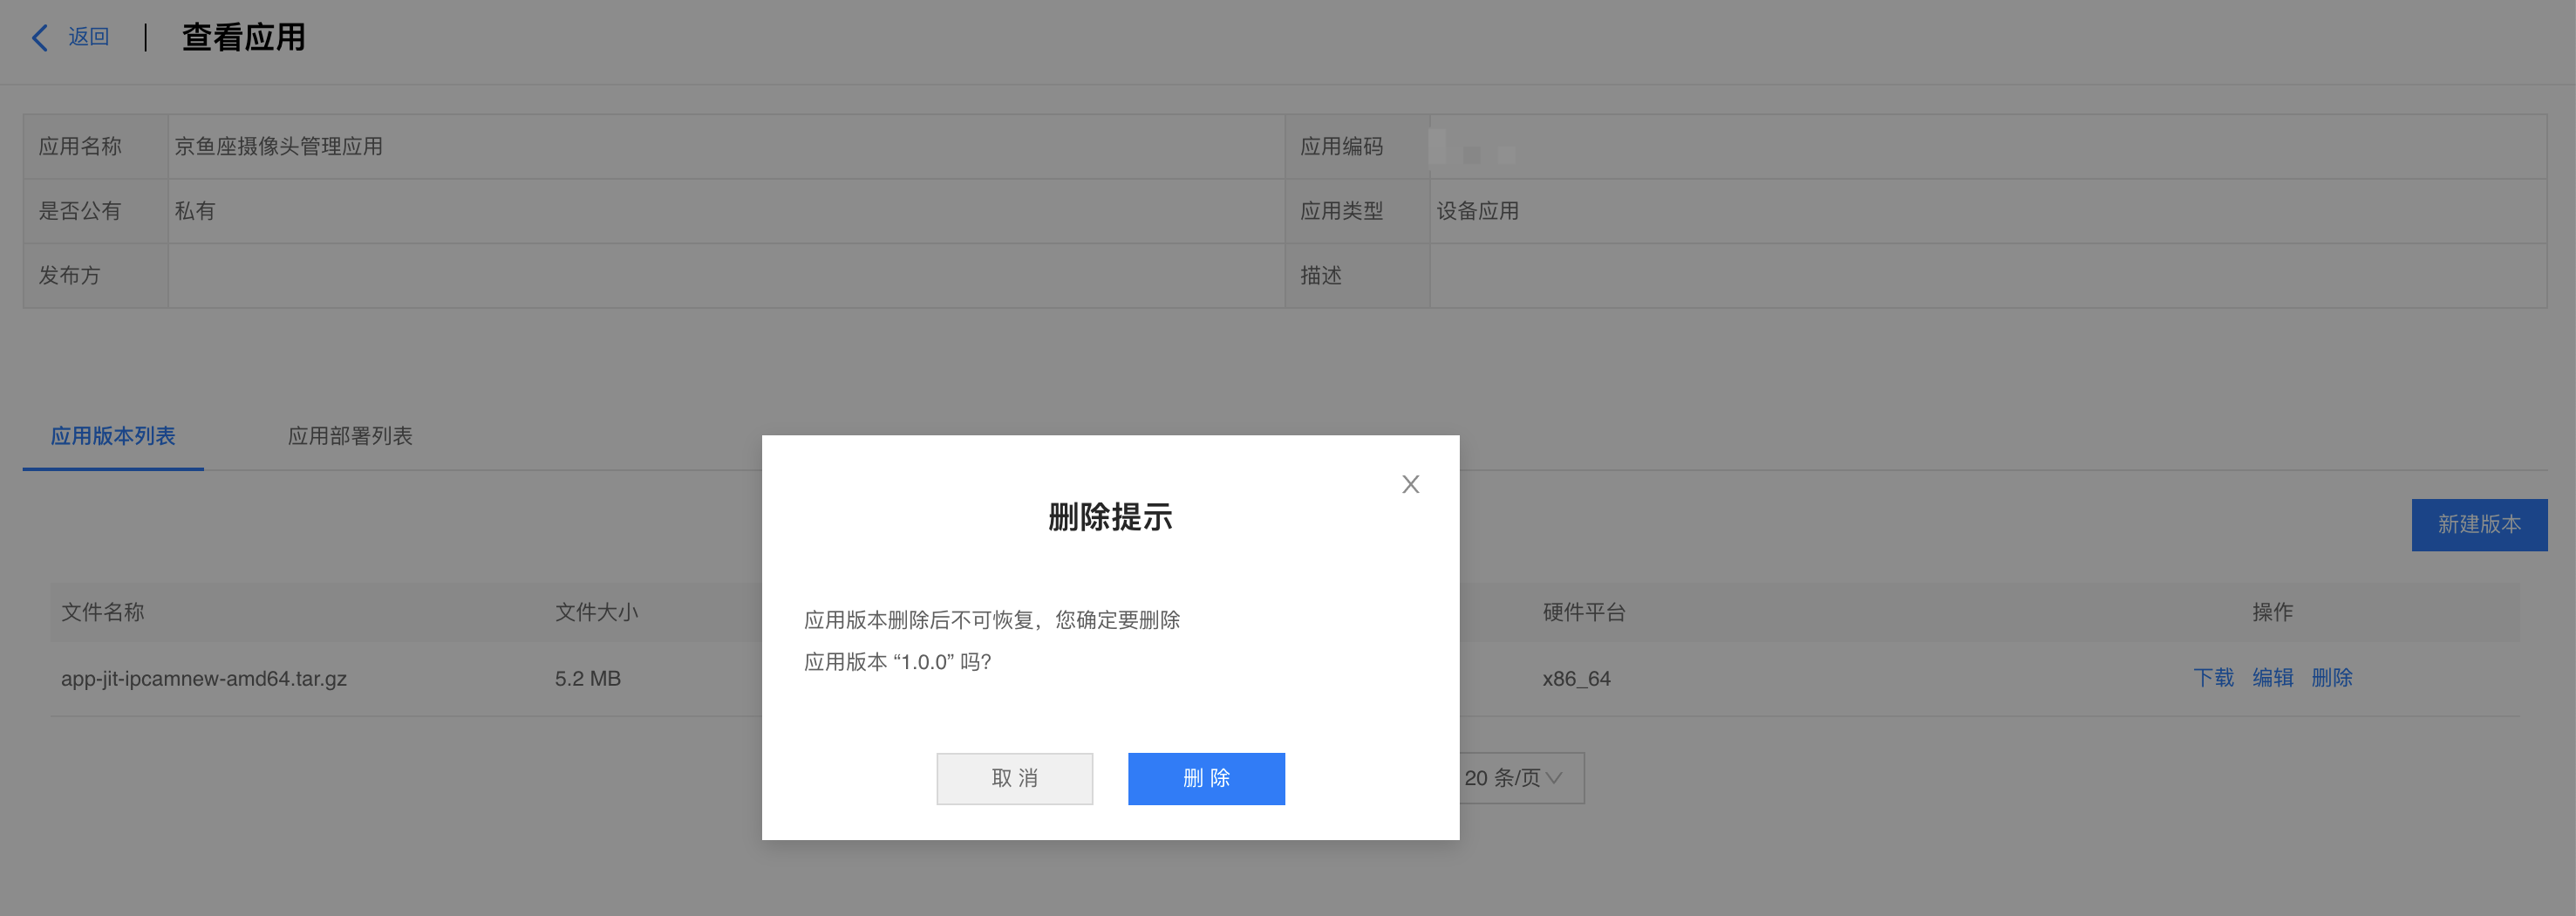 返回
查看应用
应用名称
京鱼座摄像头管理应用
应用编码
是否公有
私有
应用类型
设备应用
发布方
描述
应用版本列表
应用部署列表
新建版本
文件名称
文件大小
硬件平台
操作
app-jit-ipcamnew-amd64.tar.gz
5.2 MB
x86_64
下载 编辑 删除
20 条/页
X
删除提示
应用版本删除后不可恢复，您确定要删除
应用版本 “1.0.0” 吗?
取 消
删 除